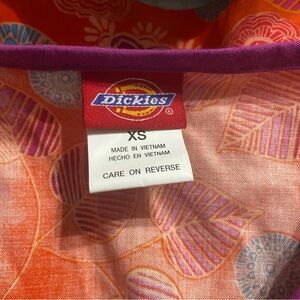 Dickies
XS
MADE IN VIETNAM
HECHO EN VIETNAM
CARE ON REVERSE